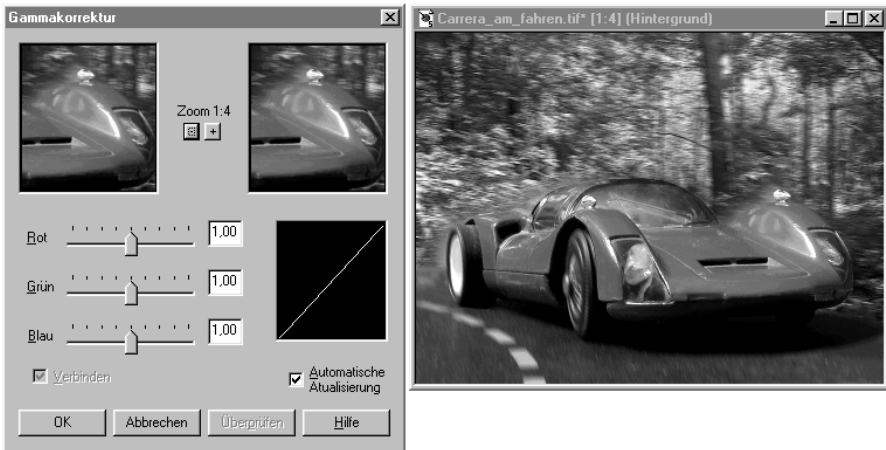 Gammakorrektur
Zoom 1:4
+
Rot 1,00
Grün 1,00
Blau 1,00
Verbinden
Automatische
Atualisierung
OK Abbrechen Überprüfen Hilfe
Carrera_am_fahren.tif* [1:4] (Hintergrund)